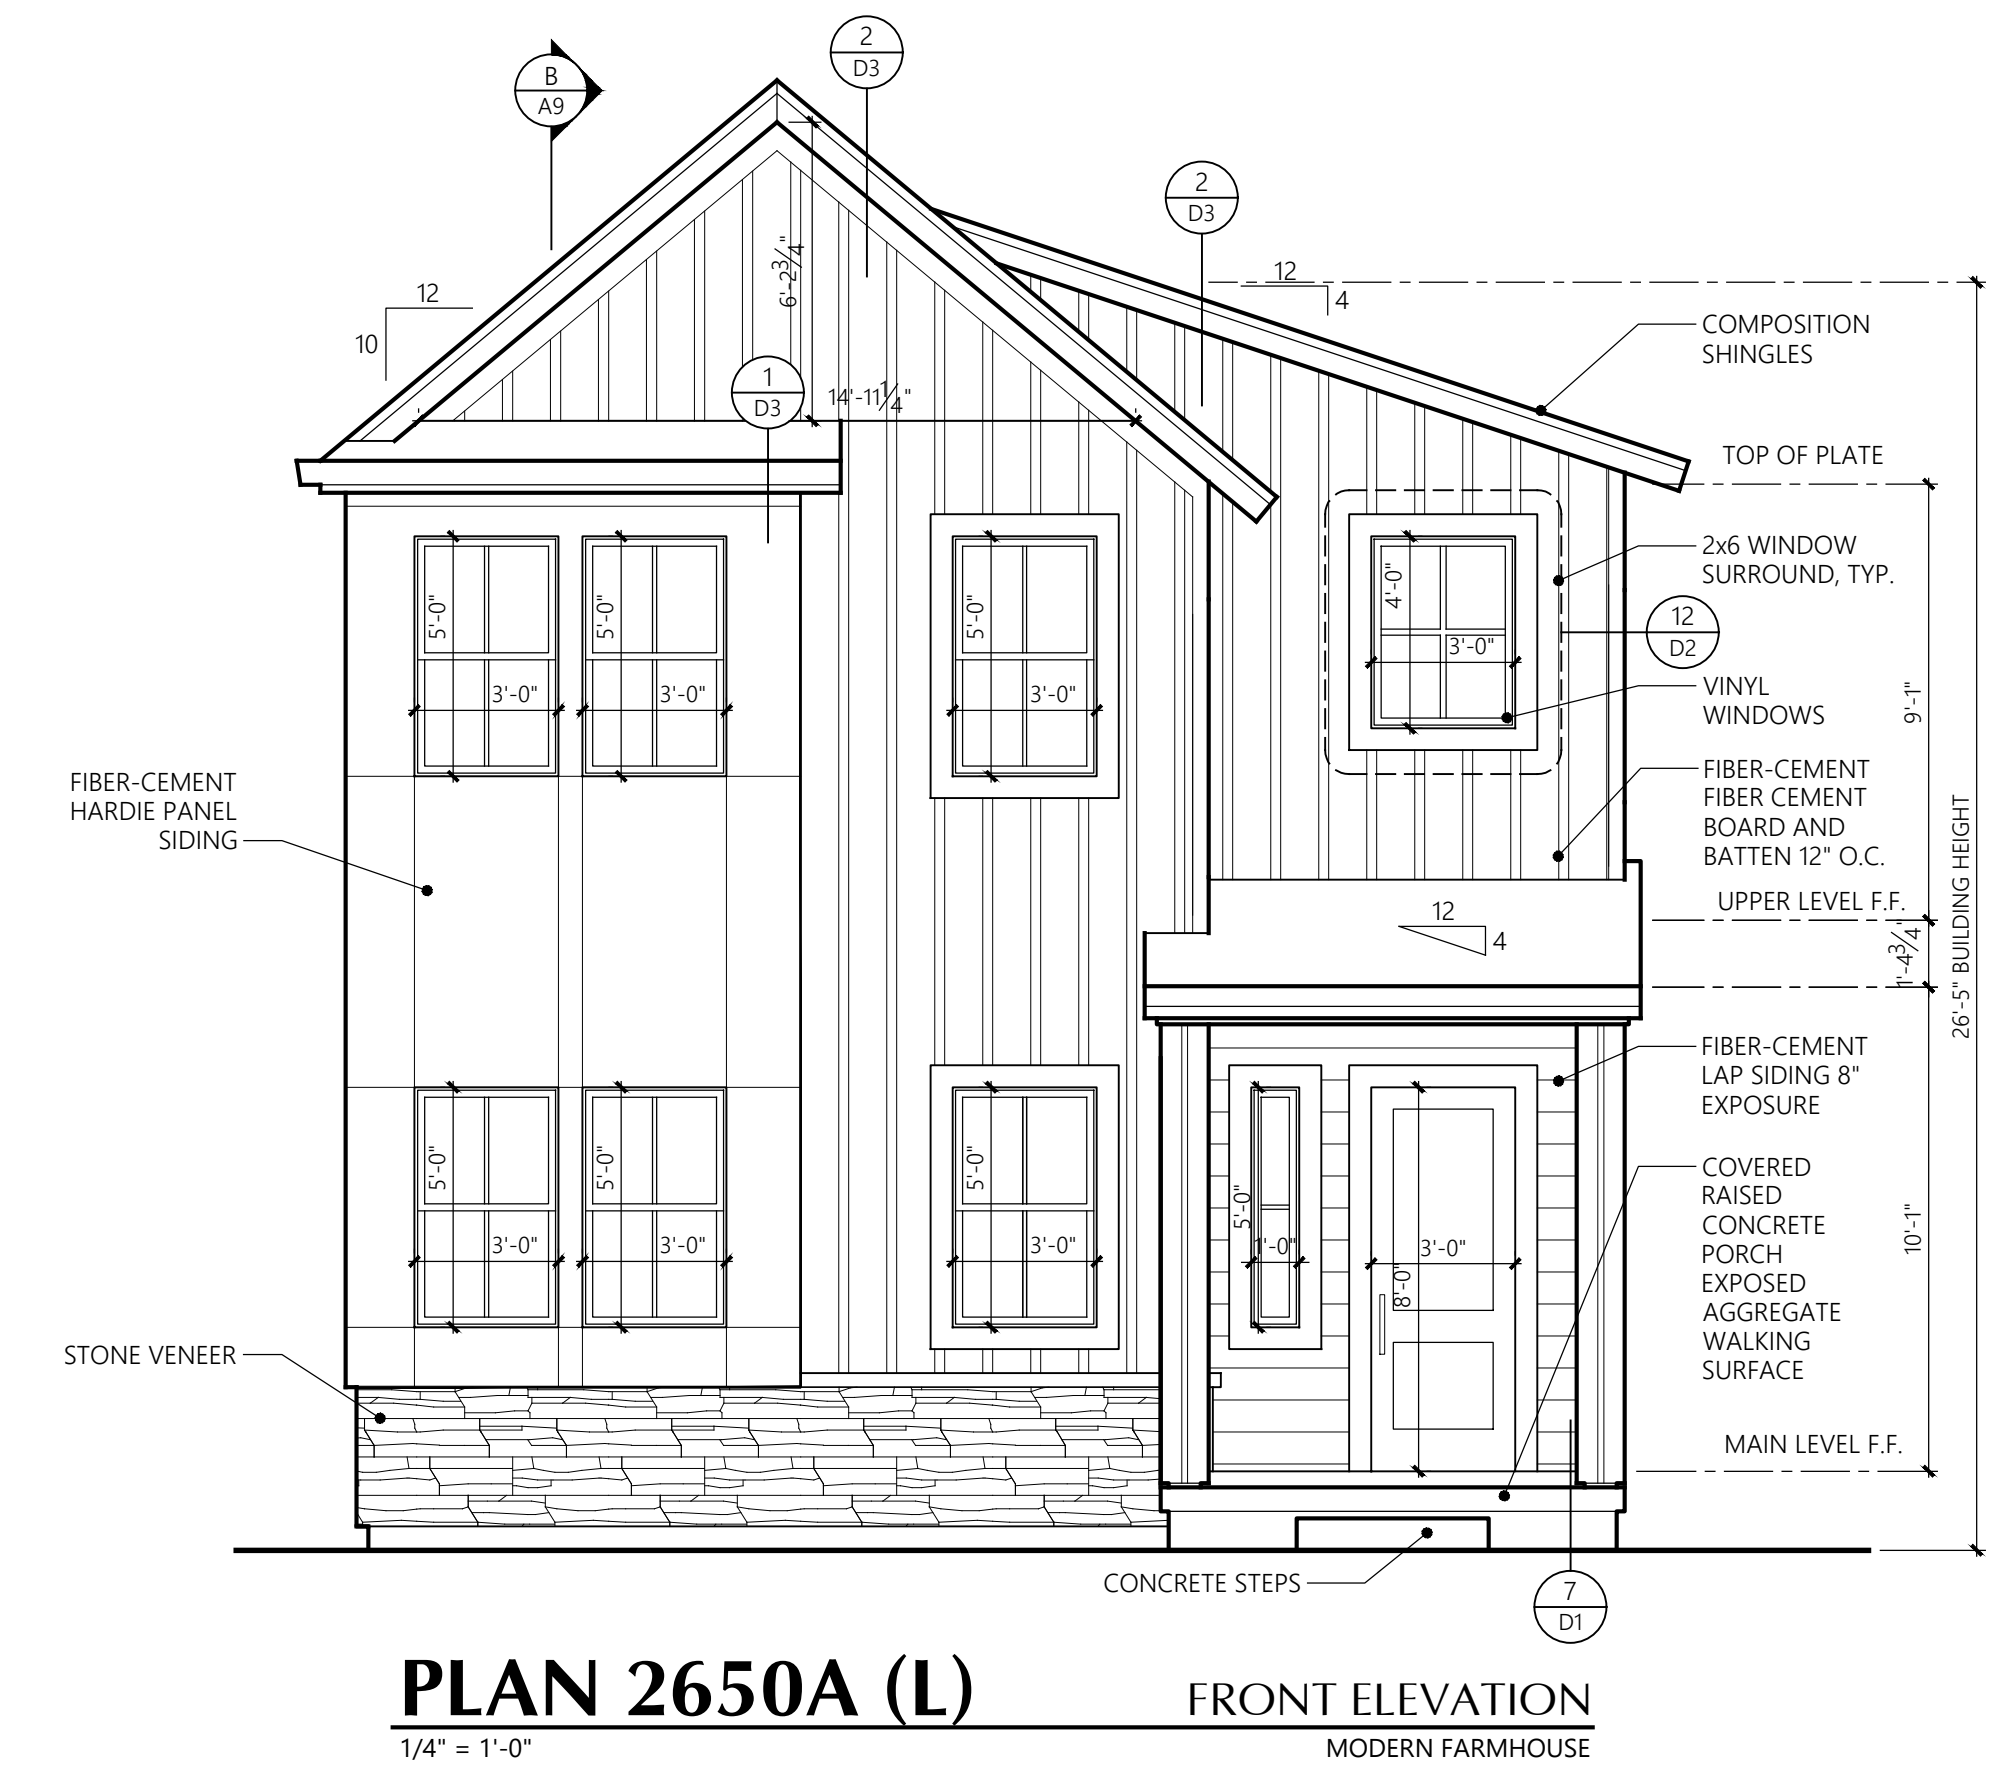 2
D3
B
A9
2
D3
12
10
6'-2 3/4"
12
4
COMPOSITION
SHINGLES
1
D3
14'-11 1/4"
TOP OF PLATE
5'-0"
3'-0"
5'-0"
3'-0"
5'-0"
3'-0"
4'-0"
3'-0"
2x6 WINDOW
SURROUND, TYP.
12
D2
VINYL
WINDOWS
9'-1"
FIBER-CEMENT
HARDIE PANEL
SIDING
FIBER-CEMENT
FIBER CEMENT
BOARD AND
BATTEN 12" O.C.
UPPER LEVEL F.F.
12
4
1'-4 3/4"
26'-5" BUILDING HEIGHT
FIBER-CEMENT
LAP SIDING 8"
EXPOSURE
5'-0"
3'-0"
5'-0"
3'-0"
5'-0"
3'-0"
5'-0"
1'-0"
3'-0"
8'-0"
COVERED
RAISED
CONCRETE
PORCH
EXPOSED
AGGREGATE
WALKING
SURFACE
10'-1"
STONE VENEER
MAIN LEVEL F.F.
CONCRETE STEPS
7
D1
PLAN 2650A (L)
FRONT ELEVATION
1/4" = 1'-0"
MODERN FARMHOUSE